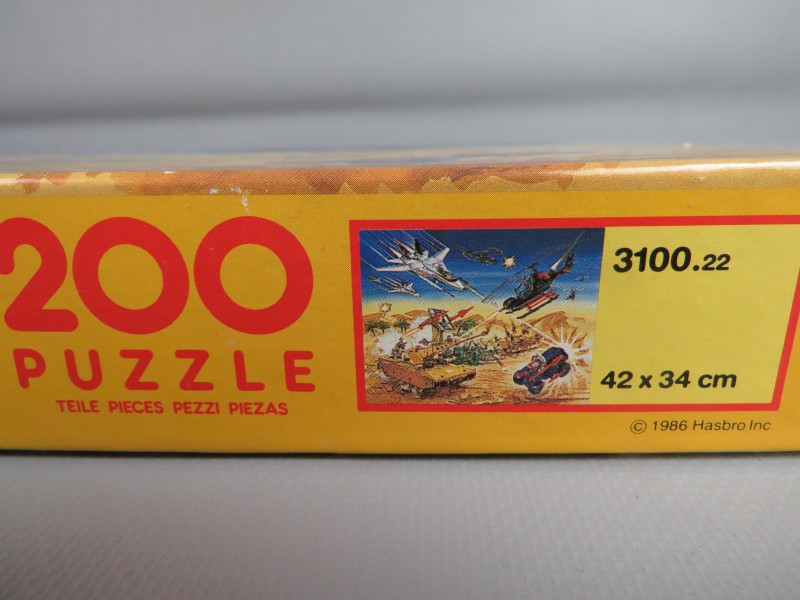 200
PUZZLE
TEILE PIECES PEZZI PIEZAS
3100.22
42 x 34 cm
© 1986 Hasbro Inc.